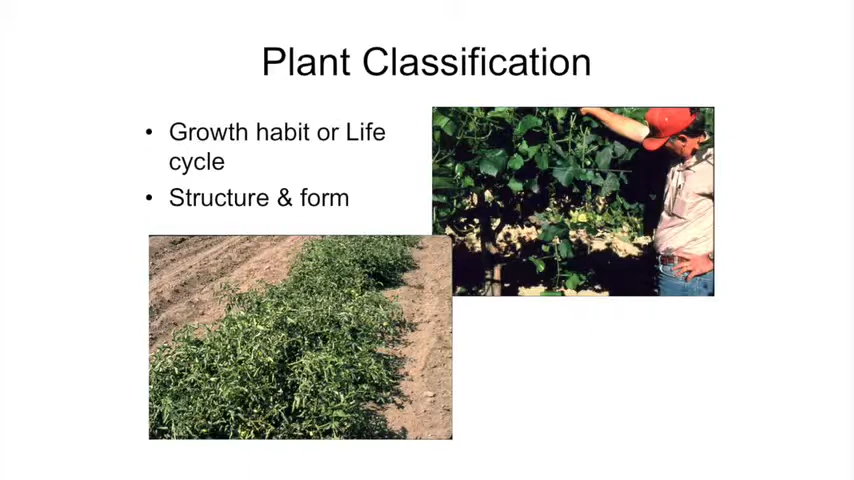 Plant Classification
• Growth habit or Life
cycle
• Structure & form